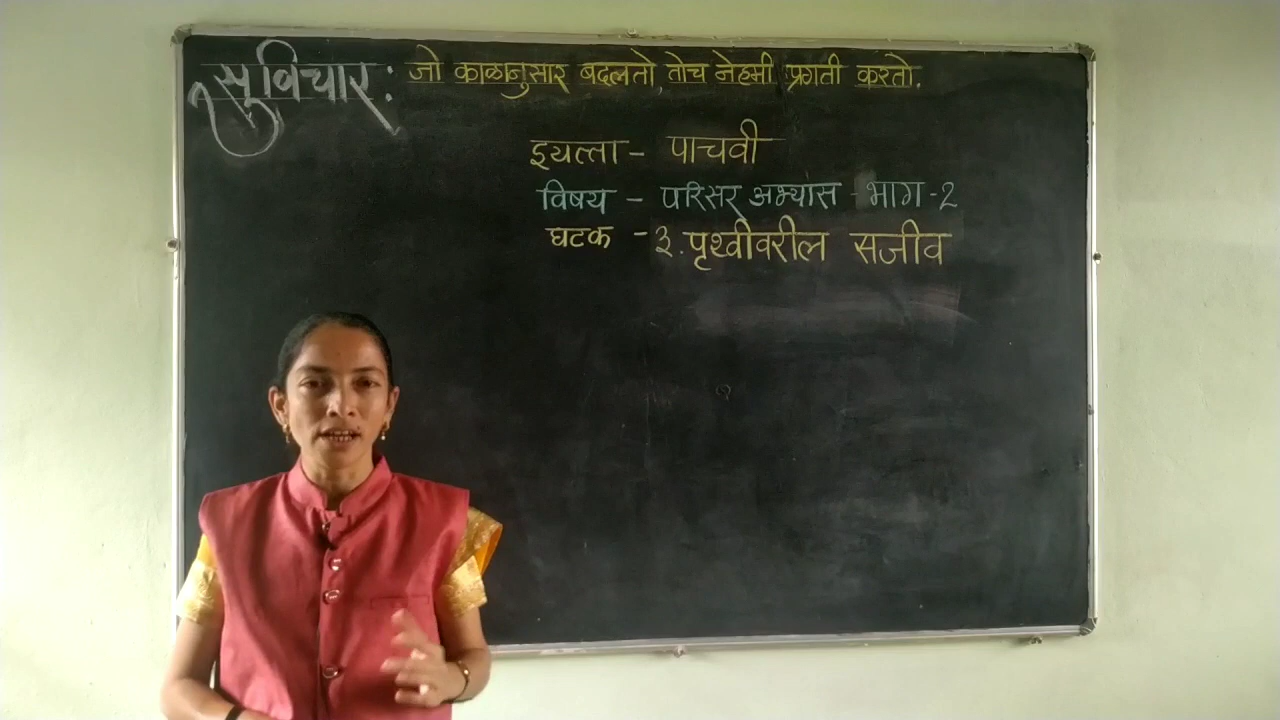 सुविचार : जो काळानुसार बदलतो, तोच नेहमी प्रगती करतो.
इयत्ता - पाचवी
विषय - परिसर अभ्यास - भाग - 2
घटक - ३. पृथ्वीवरील सजीव